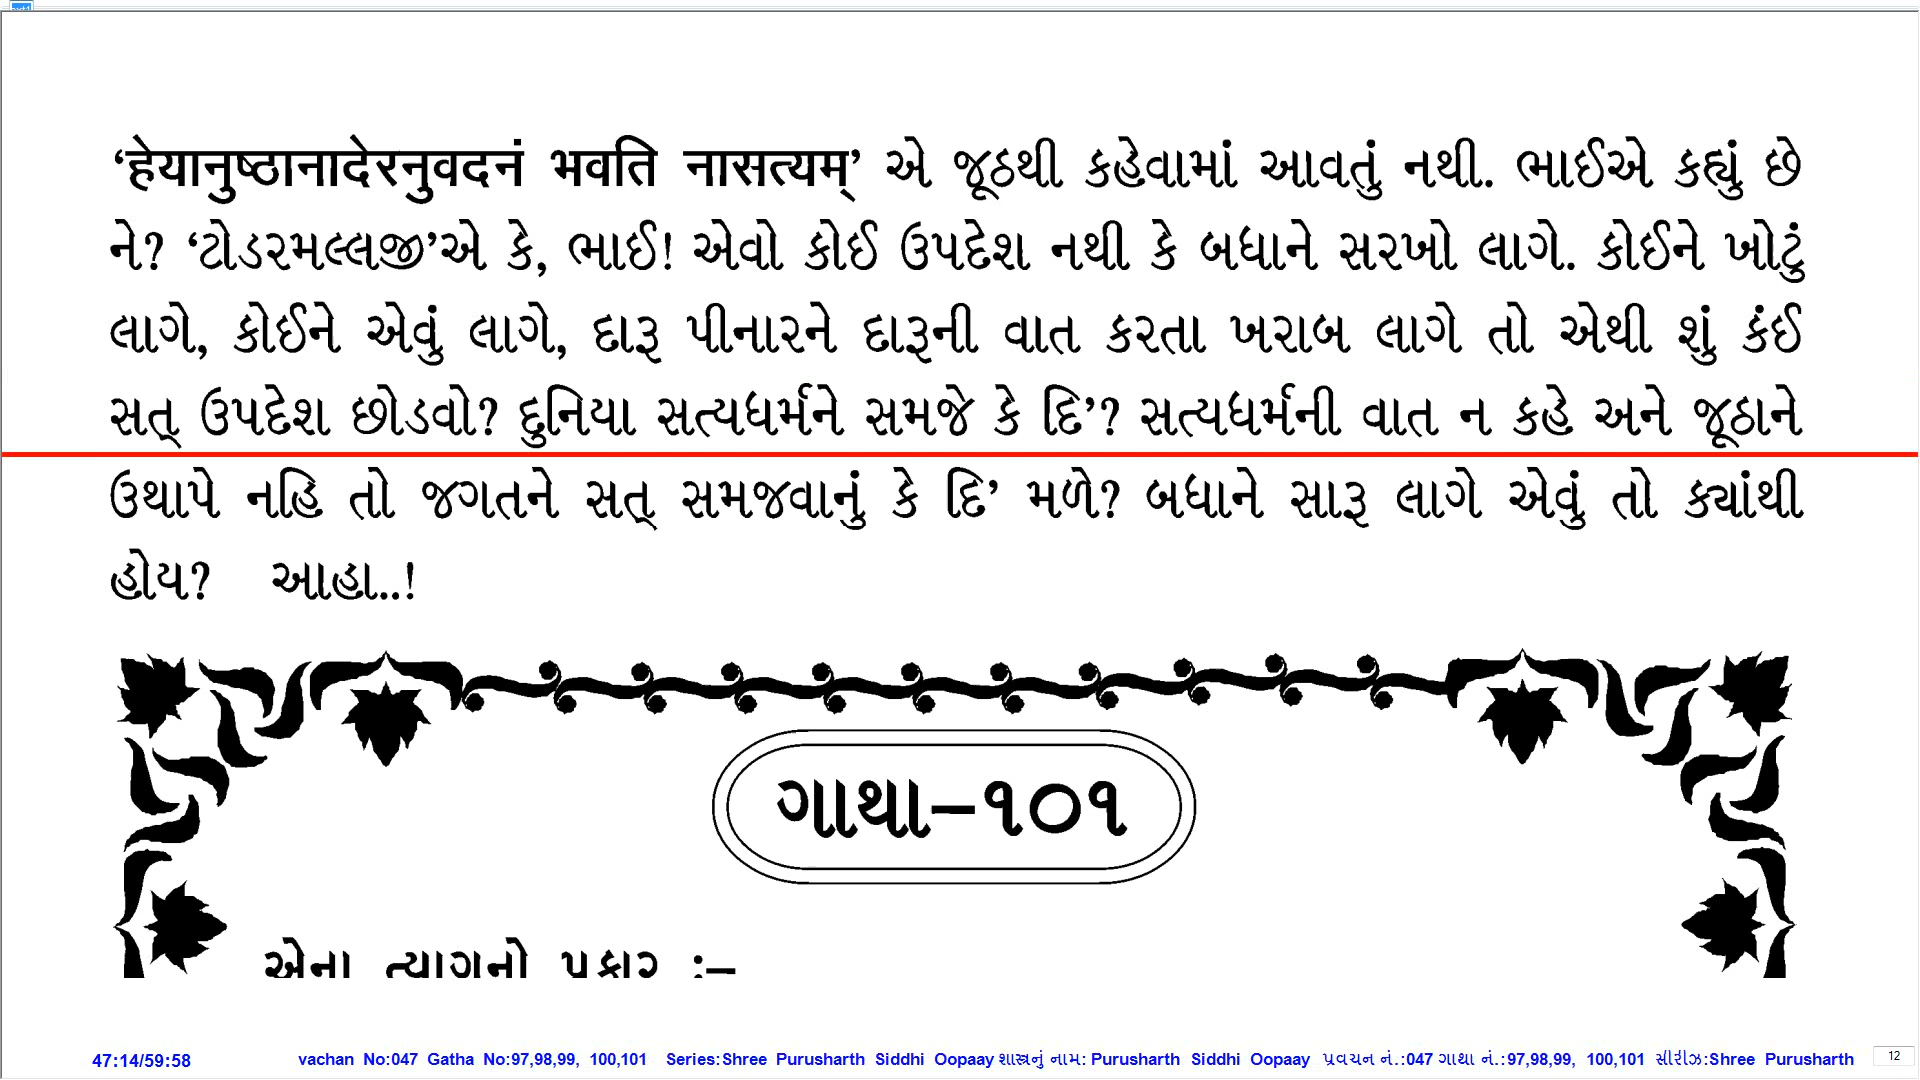 ‘हेयानुष्ठानादेरनुवदनं भवति नासत्यम्’ એ જૂઠથી કહેવામાં આવતું નથી. ભાઈએ કહ્યું છે
ને? ‘ટોડરમલ્લજી’એ કે, ભાઈ! એવો કોઈ ઉપદેશ નથી કે બધાને સરખો લાગે. કોઈને ખોટું
લાગે, કોઈને એવું લાગે, દારૂ પીનારને દારૂની વાત કરતા ખરાબ લાગે તો એથી શું કંઈ
સત્ ઉપદેશ છોડવો? દુનિયા સત્યધર્મને સમજે કે દિ’? સત્યધર્મની વાત ન કહે અને જૂઠાને
ઉથાપે નહિ તો જગતને સત્ સમજવાનું કે દિ’ મળે? બધાને સારૂ લાગે એવું તો ક્યાંથી
હોય? આહા..!
ગાથા–૧૦૧
એના ત્યાગનો પ્રકાર :–
47:14/59:58 vachan No:047 Gatha No:97,98,99, 100,101 Series:Shree Purusharth Siddhi Oopaay શાસ્ત્રનું નામ: Purusharth Siddhi Oopaay પ્રવચન નં.:047 ગાથા નં.:97,98,99, 100,101 સીરીઝ:Shree Purusharth 12